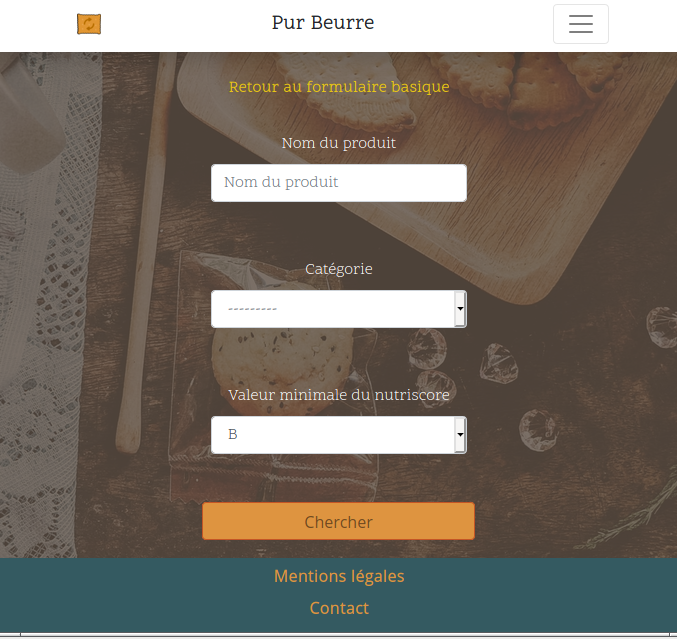 Pur Beurre
Retour au formulaire basique
Nom du produit
Nom du produit
Catégorie
---------
Valeur minimale du nutriscore
B
Chercher
Mentions légales
Contact